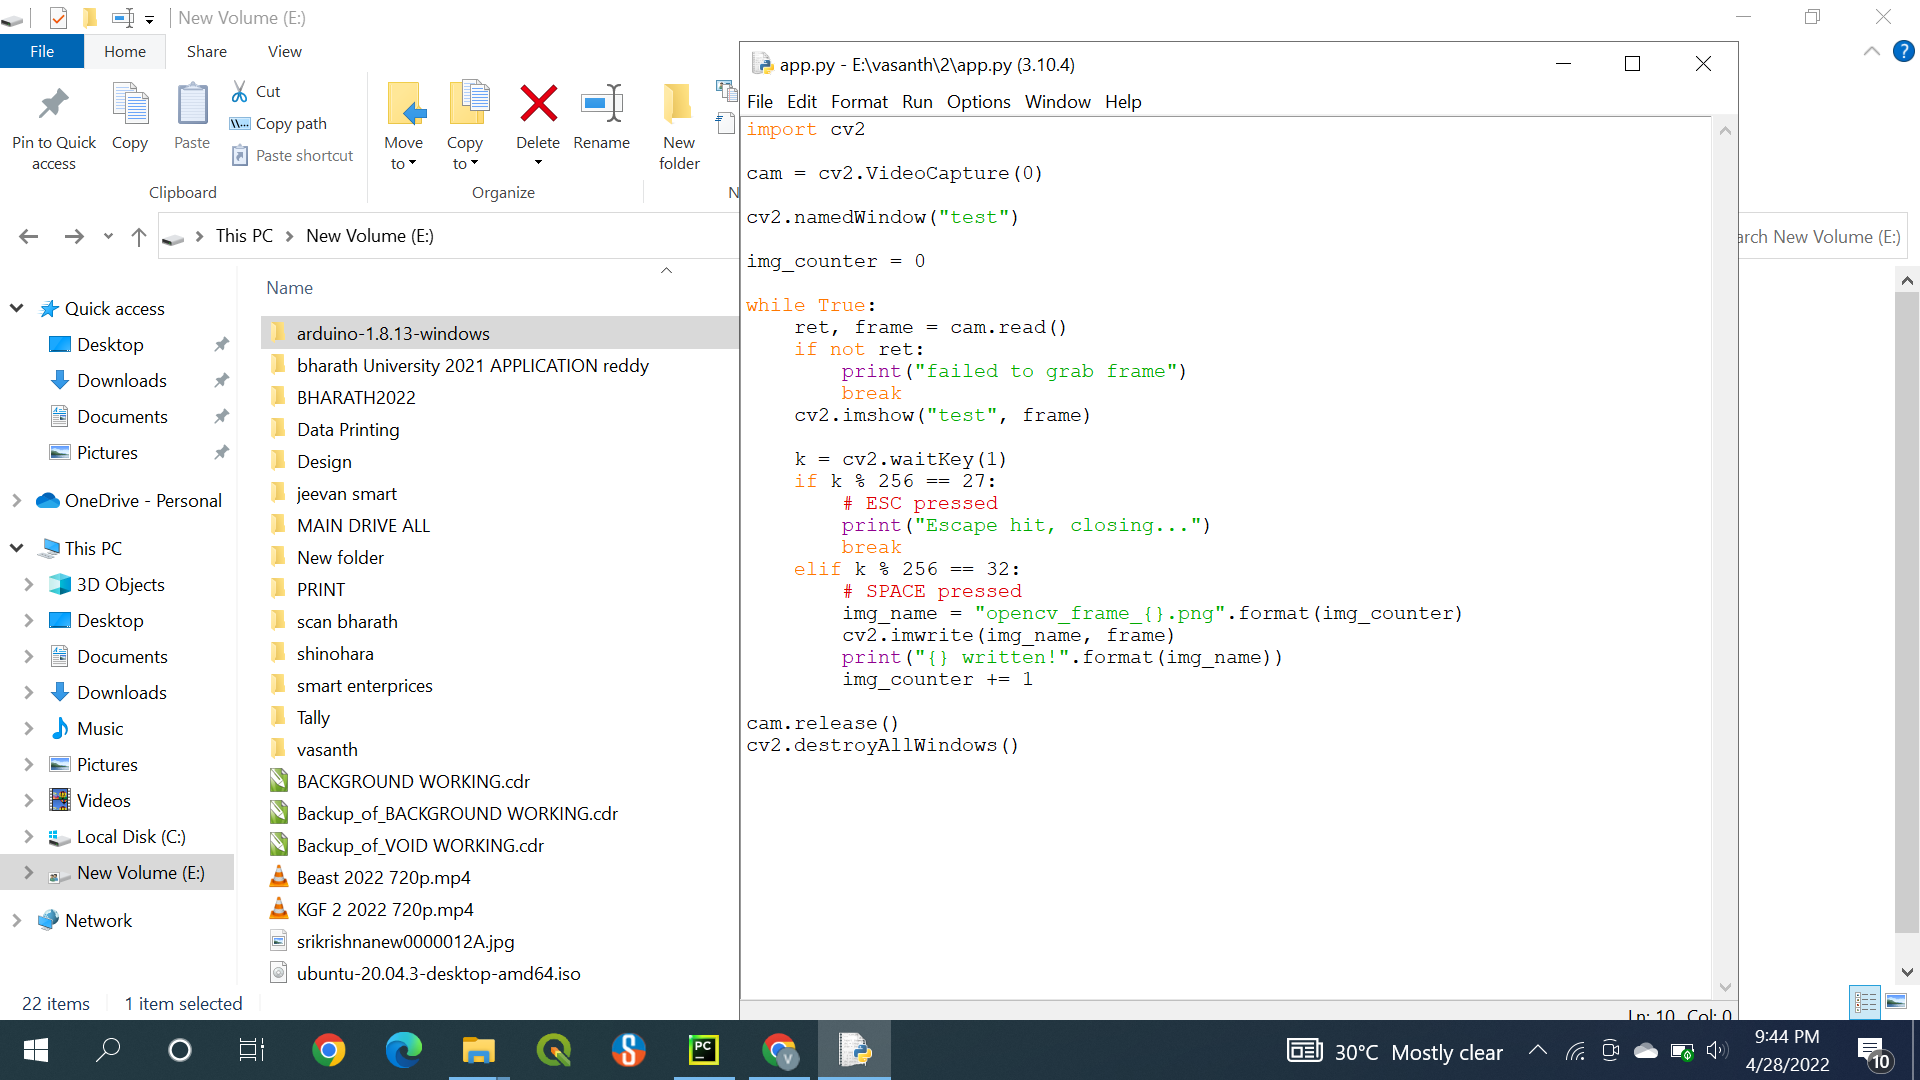 New Volume (E:)
File
Home
Share
View
Pin to Quick access
Copy
Paste
Cut
Copy path
Paste shortcut
Clipboard
Move to
Copy to
Delete
Rename
Organize
New folder
N
This PC
New Volume (E:)
arch New Volume (E:)
Name
Quick access
Desktop
Downloads
Documents
Pictures
OneDrive - Personal
This PC
3D Objects
Desktop
Documents
Downloads
Music
Pictures
Videos
Local Disk (C:)
New Volume (E:)
Network
arduino-1.8.13-windows
bharath University 2021 APPLICATION reddy
BHARATH2022
Data Printing
Design
jeevan smart
MAIN DRIVE ALL
New folder
PRINT
scan bharath
shinohara
smart enterprices
Tally
vasanth
BACKGROUND WORKING.cdr
Backup_of_BACKGROUND WORKING.cdr
Backup_of_VOID WORKING.cdr
Beast 2022 720p.mp4
KGF 2 2022 720p.mp4
srikrishnanew0000012A.jpg
ubuntu-20.04.3-desktop-amd64.iso
22 items
1 item selected
app.py - E:\vasanth\2\app.py (3.10.4)
File Edit Format Run Options Window Help
import cv2
cam = cv2.VideoCapture(0)
cv2.namedWindow("test")
img_counter = 0
while True:
    ret, frame = cam.read()
    if not ret:
        print("failed to grab frame")
        break
    cv2.imshow("test", frame)
    k = cv2.waitKey(1)
    if k % 256 == 27:
        # ESC pressed
        print("Escape hit, closing...")
        break
    elif k % 256 == 32:
        # SPACE pressed
        img_name = "opencv_frame_{}.png".format(img_counter)
        cv2.imwrite(img_name, frame)
        print("{} written!".format(img_name))
        img_counter += 1
cam.release()
cv2.destroyAllWindows()
Ln: 10 Col: 0
PC
V
30°C Mostly clear
9:44 PM
4/28/2022
10